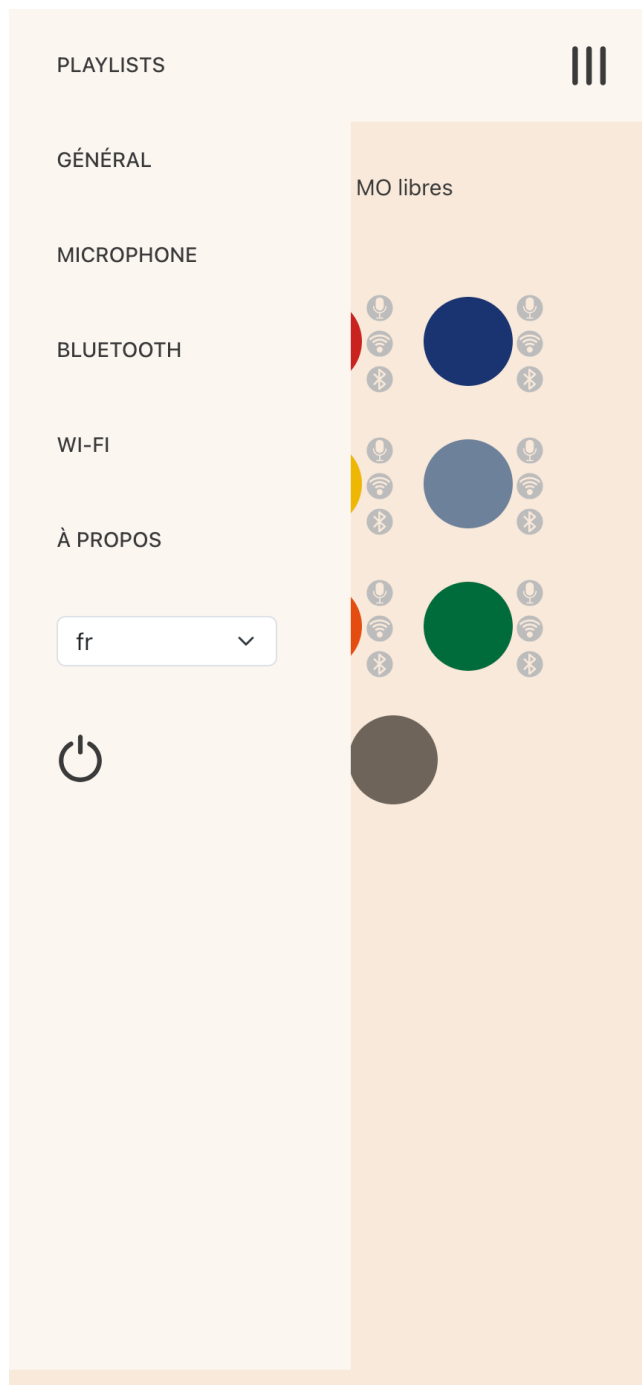 PLAYLISTS
GÉNÉRAL
MO libres
MICROPHONE
BLUETOOTH
WI-FI
À PROPOS
fr